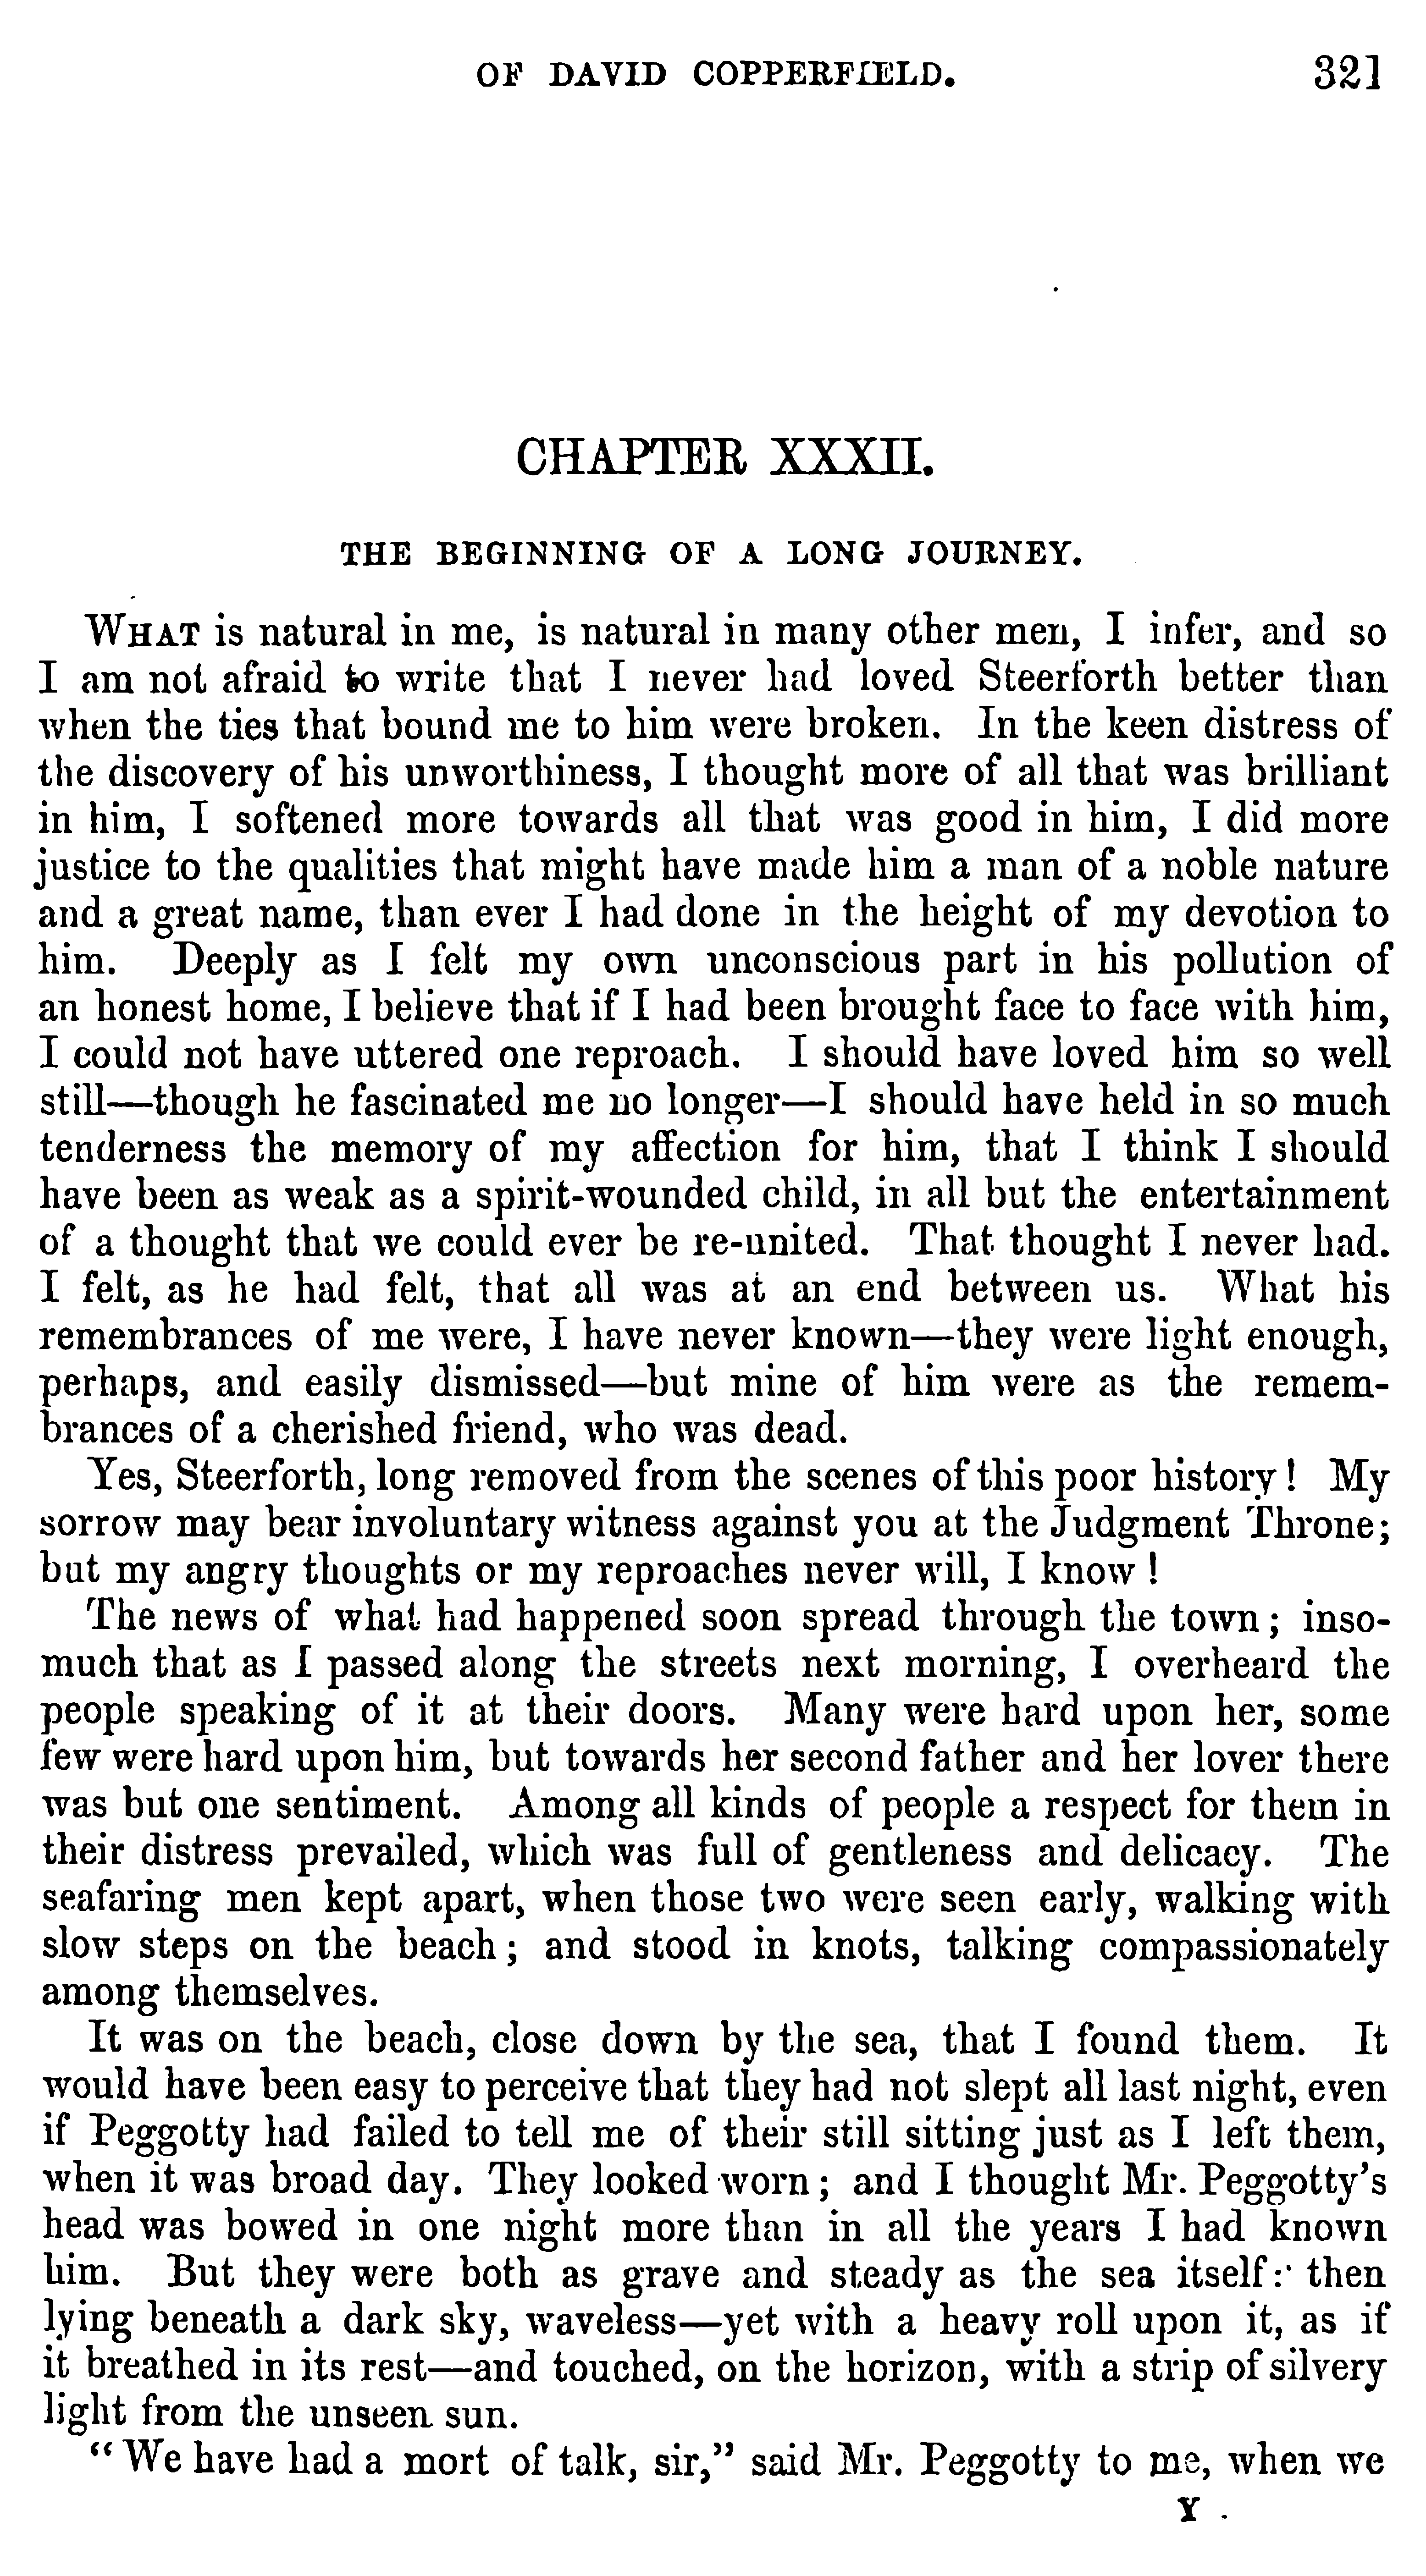 OF DAVID COPPERFIELD. 321
CHAPTER XXXII.
THE BEGINNING OF A LONG JOURNEY.
WHAT is natural in me, is natural in many other men, I infer, and so
I am not afraid to write that I never had loved Steerforth better than
when the ties that bound me to him were broken. In the keen distress of
the discovery of his unworthiness, I thought more of all that was brilliant
in him, I softened more towards all that was good in him, I did more
justice to the qualities that might have made him a man of a noble nature
and a great name, than ever I had done in the height of my devotion to
him. Deeply as I felt my own unconscious part in his pollution of
an honest home, I believe that if I had been brought face to face with him,
I could not have uttered one reproach. I should have loved him so well
still—though he fascinated me no longer—I should have held in so much
tenderness the memory of my affection for him, that I think I should
have been as weak as a spirit-wounded child, in all but the entertainment
of a thought that we could ever be re-united. That thought I never had.
I felt, as he had felt, that all was at an end between us. What his
remembrances of me were, I have never known—they were light enough,
perhaps, and easily dismissed—but mine of him were as the remem-
brances of a cherished friend, who was dead.
Yes, Steerforth, long removed from the scenes of this poor history! My
sorrow may bear involuntary witness against you at the Judgment Throne;
but my angry thoughts or my reproaches never will, I know!
The news of what had happened soon spread through the town; inso-
much that as I passed along the streets next morning, I overheard the
people speaking of it at their doors. Many were hard upon her, some
few were hard upon him, but towards her second father and her lover there
was but one sentiment. Among all kinds of people a respect for them in
their distress prevailed, which was full of gentleness and delicacy. The
seafaring men kept apart, when those two were seen early, walking with
slow steps on the beach; and stood in knots, talking compassionately
among themselves.
It was on the beach, close down by the sea, that I found them. It
would have been easy to perceive that they had not slept all last night, even
if Peggotty had failed to tell me of their still sitting just as I left them,
when it was broad day. They looked worn; and I thought Mr. Peggotty's
head was bowed in one night more than in all the years I had known
him. But they were both as grave and steady as the sea itself: then
lying beneath a dark sky, waveless—yet with a heavy roll upon it, as if
it breathed in its rest—and touched, on the horizon, with a strip of silvery
light from the unseen sun.
"We have had a mort of talk, sir," said Mr. Peggotty to me, when we
Y